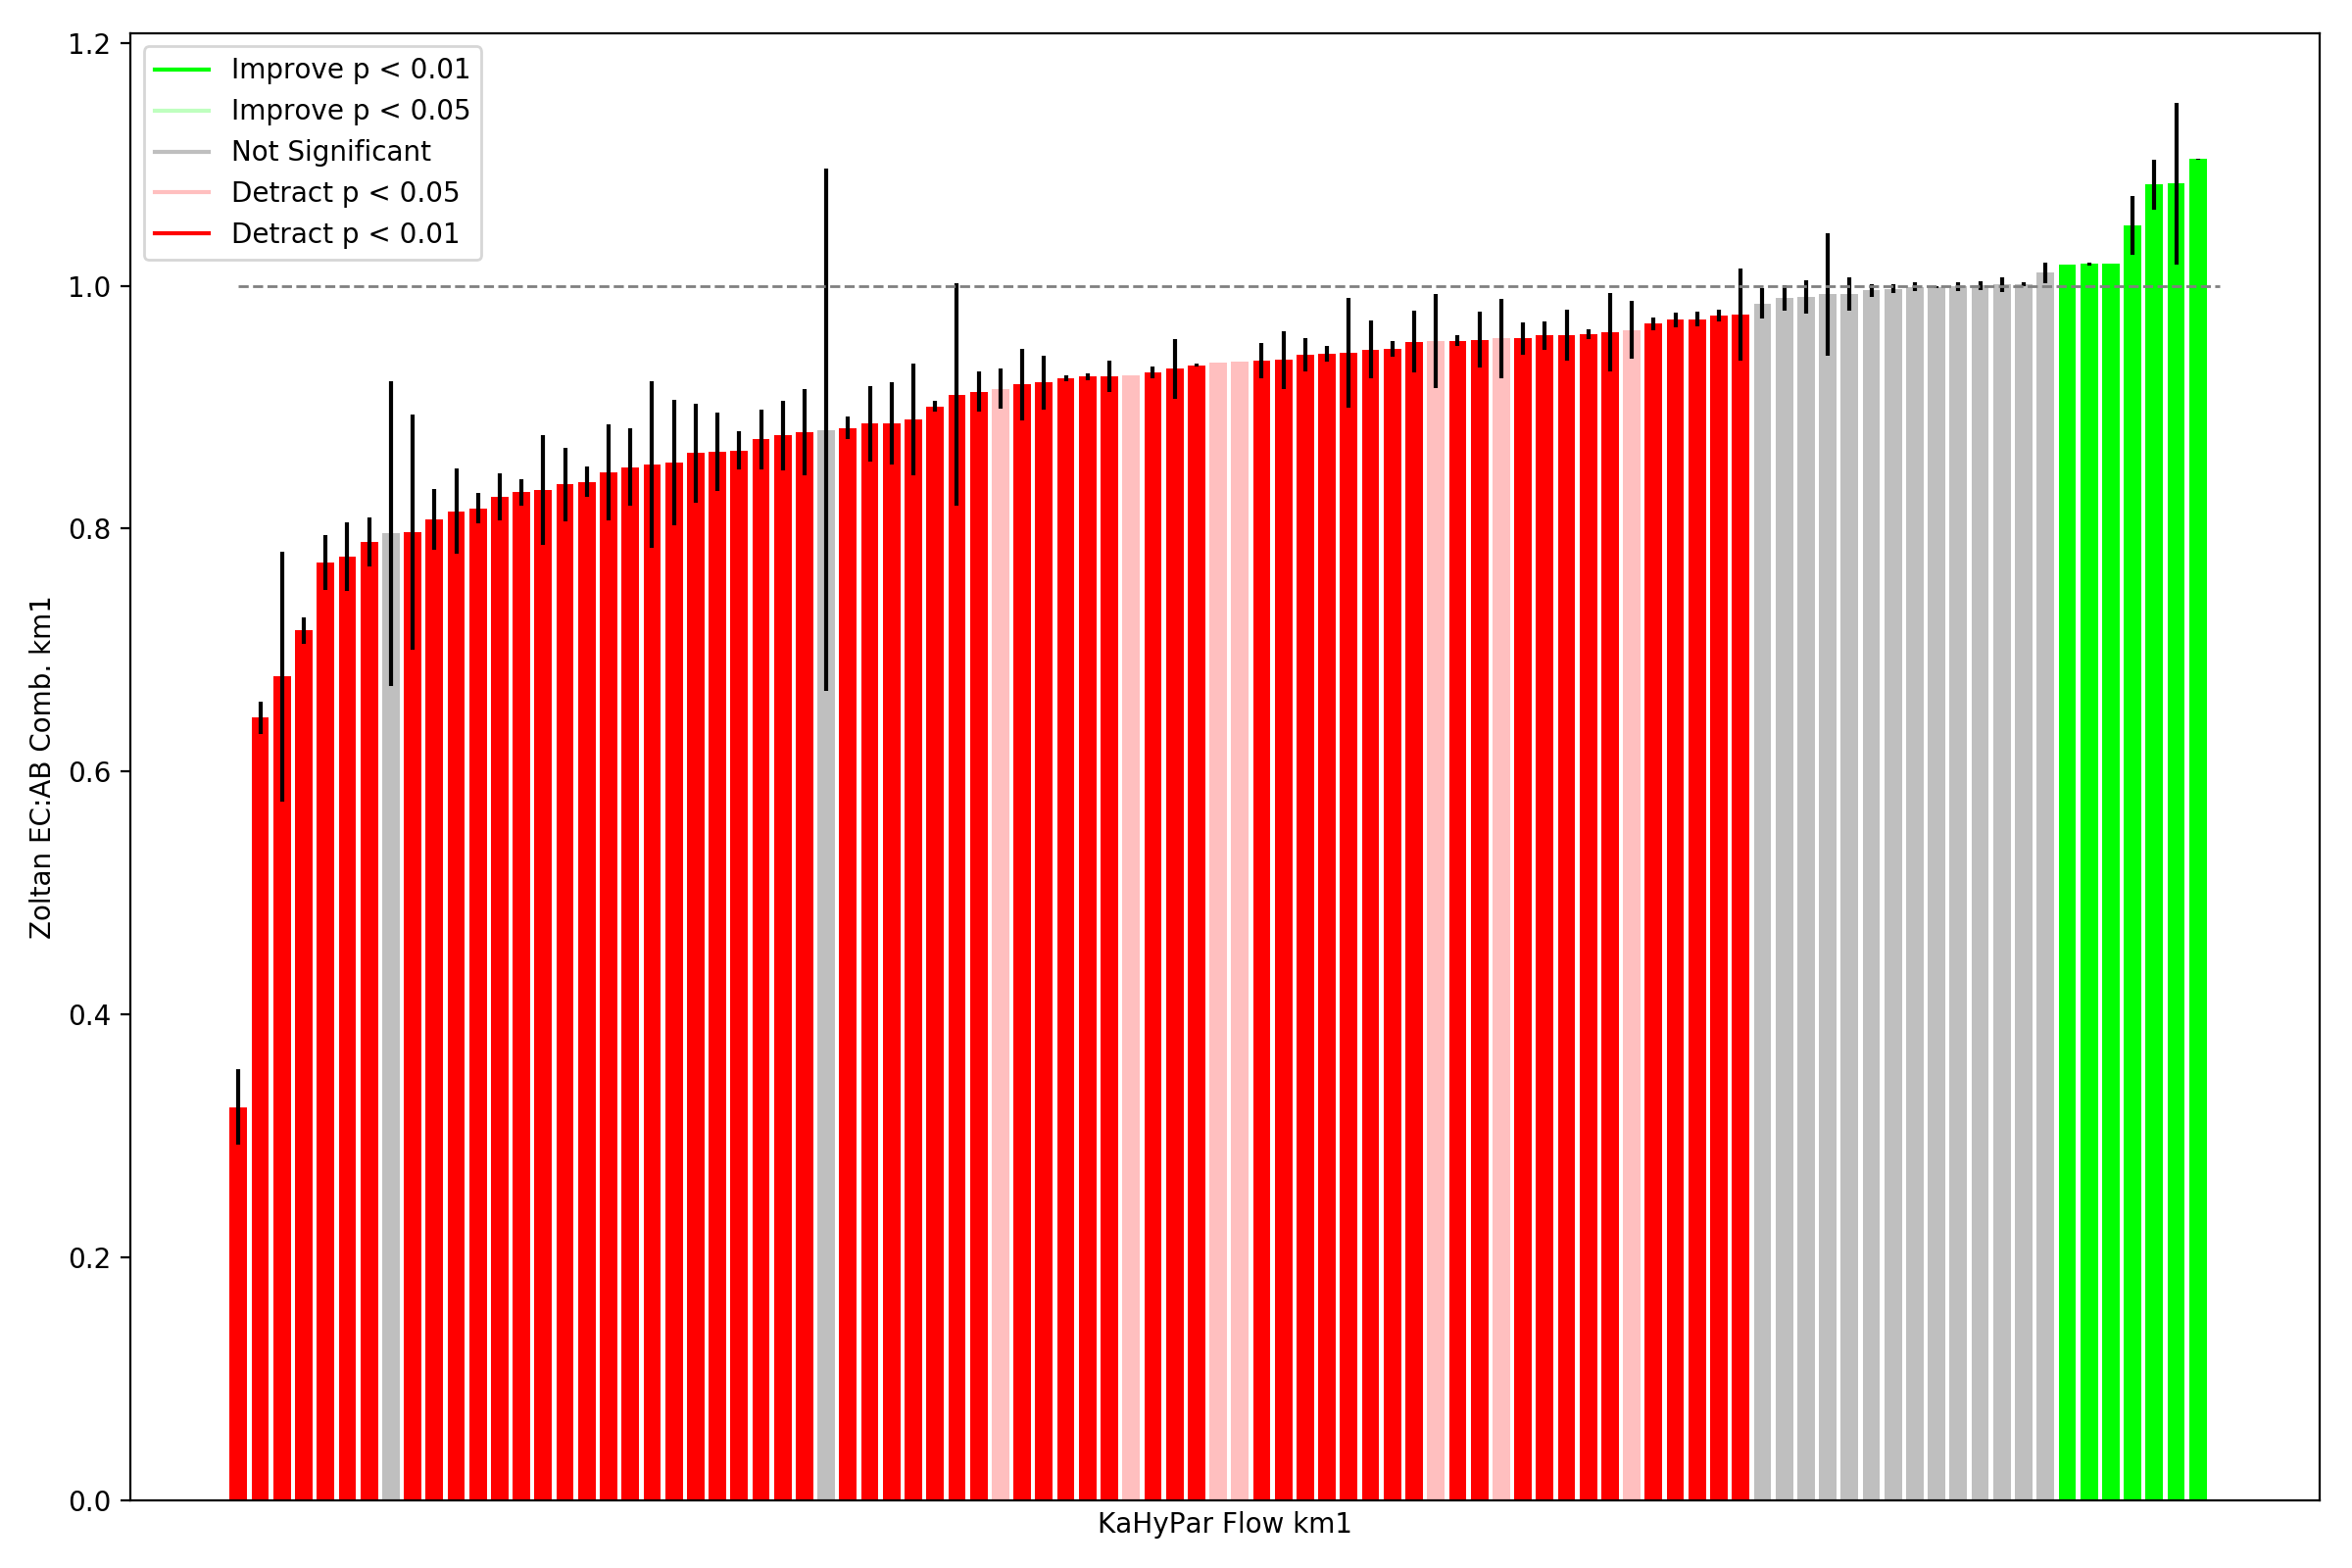 1.2
1.0
0.8
0.6
0.4
0.2
0.0
Zoltan EC:AB Comb. km1
Improve p < 0.01
Improve p < 0.05
Not Significant
Detract p < 0.05
Detract p < 0.01
KaHyPar Flow km1